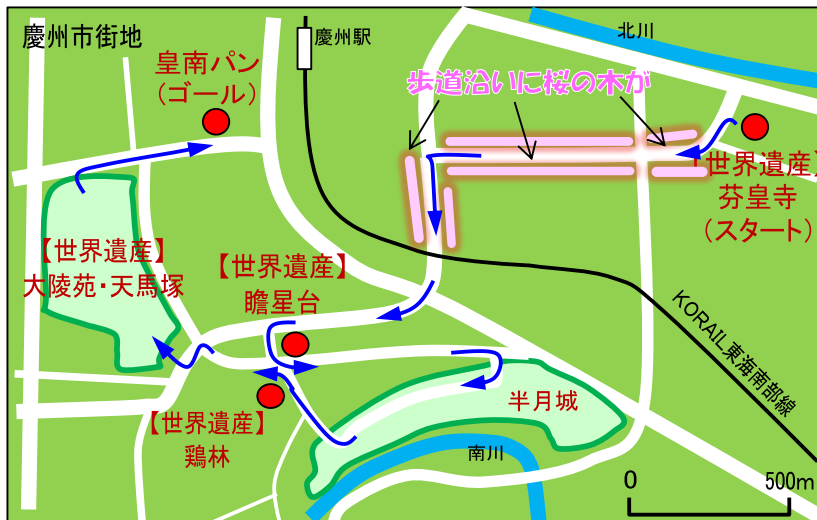 慶州市街地
慶州駅
北川
皇南パン
(ゴール)
歩道沿いに桜の木が
【世界遺産】
芬皇寺
(スタート)
【世界遺産】
大陵苑・天馬塚
【世界遺産】
瞻星台
KORAIL東海南部線
【世界遺産】
鶏林
半月城
南川
0 500m